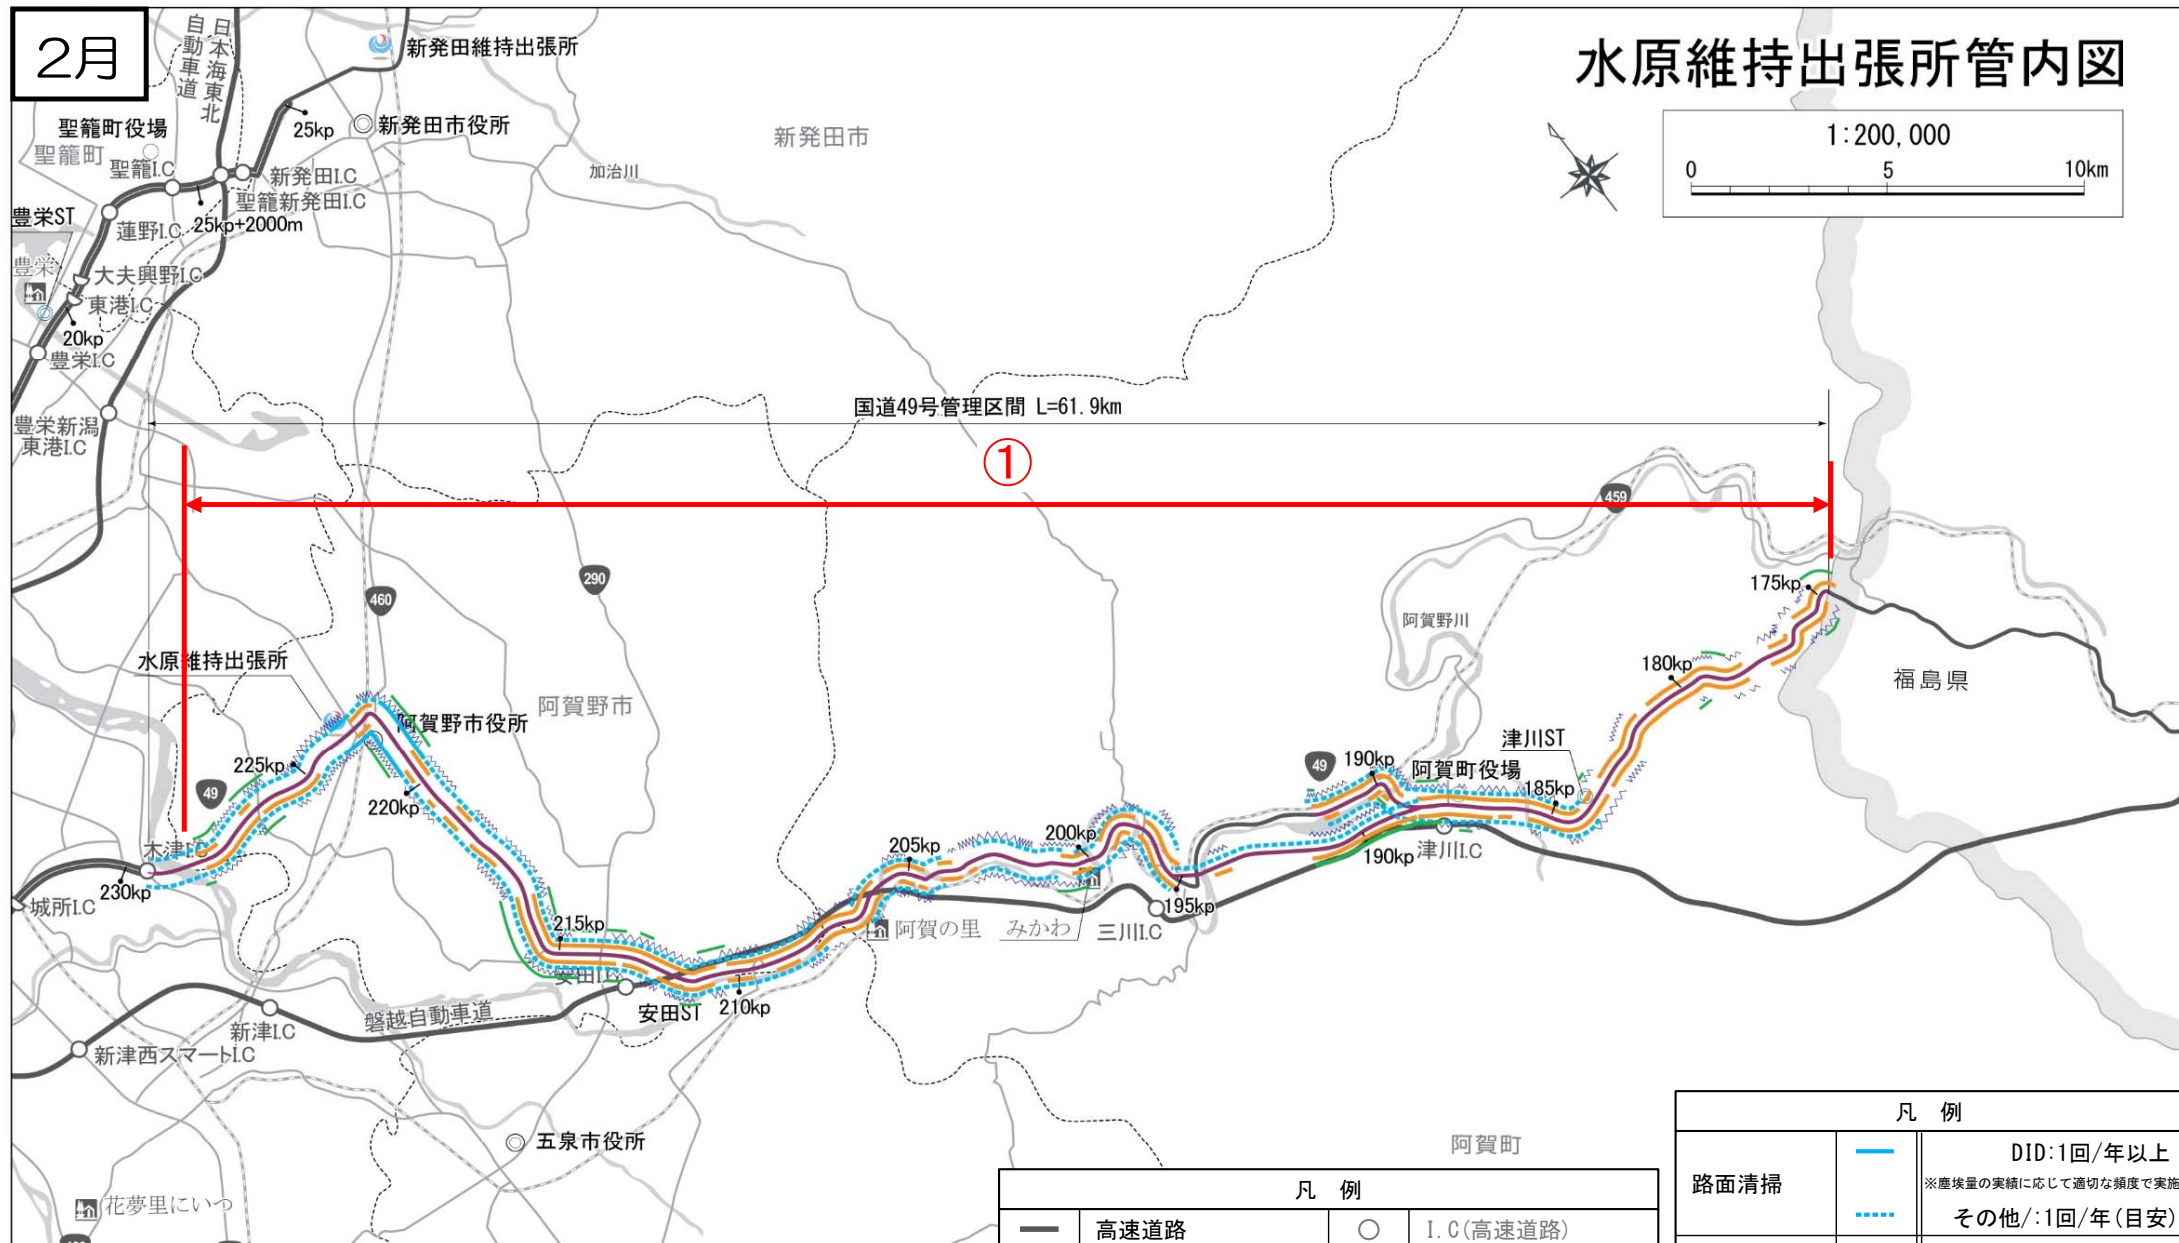 2月
水原維持出張所管内図
1:200,000
0 5 10km
日本海東北
自動車道
新発田維持出張所
25kp
新発田市役所
新発田市
加治川
聖籠町役場
聖籠町
聖籠I.C
新発田I.C
聖籠新発田I.C
25kp+2000m
蓮野I.C
豊栄ST
豊栄
大夫興野I.C
東港I.C
20kp
豊栄I.C
豊栄新潟
東港I.C
国道49号管理区間 L=61.9km
①
459
290
460
175kp
阿賀野川
水原維持出張所
180kp
福島県
阿賀野市
阿賀野市役所
津川ST
225kp
49
49
190kp
阿賀町役場
185kp
220kp
200kp
205kp
木津I.C
190kp
津川I.C
230kp
城所I.C
195kp
215kp
阿賀の里
みかわ
三川I.C
安田I.C
安田ST
210kp
磐越自動車道
新津I.C
新津西スマートI.C
五泉市役所
阿賀町
花夢里にいつ
凡 例
高速道路
I.C(高速道路)
凡 例
路面清掃
DID:1回/年以上
※塵埃量の実績に応じて適切な頻度で実施
その他/:1回/年(目安)